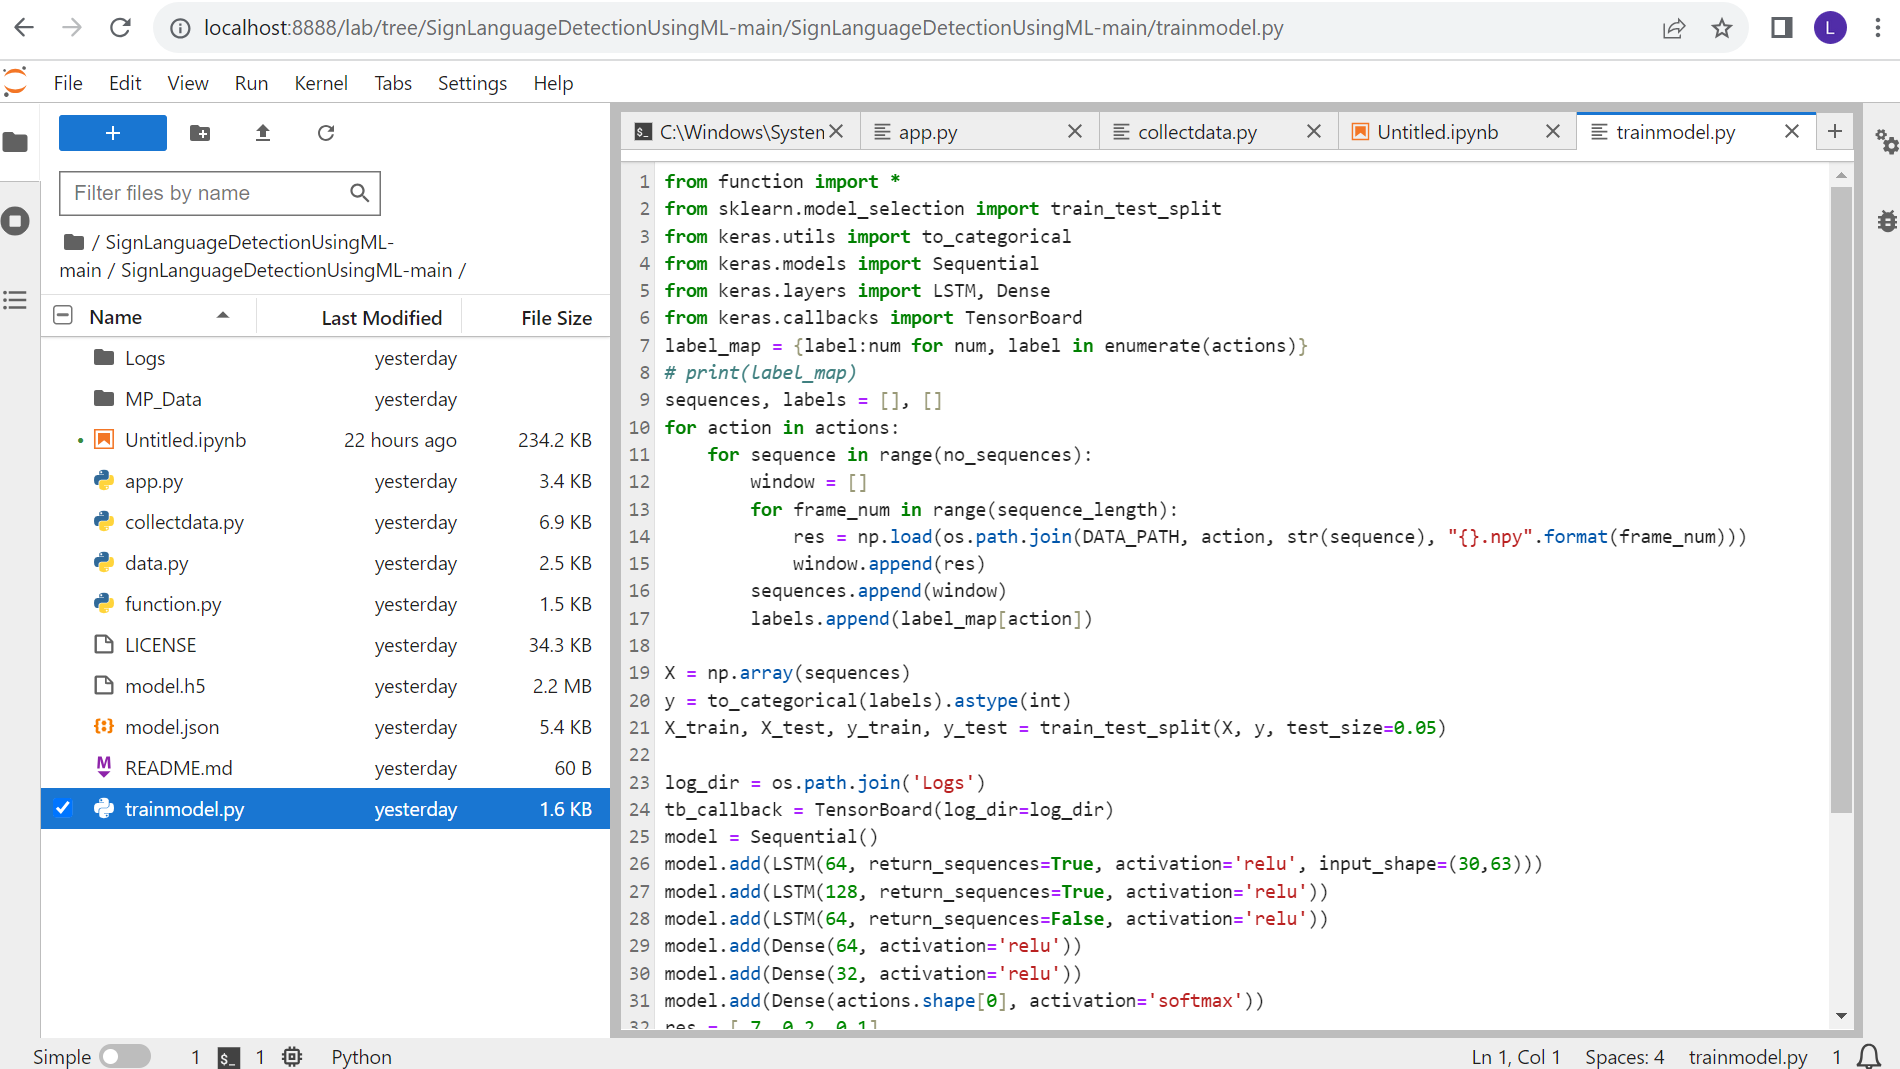 localhost:8888/lab/tree/SignLanguageDetectionUsingML-main/SignLanguageDetectionUsingML-main/trainmodel.py
L
File Edit View Run Kernel Tabs Settings Help
+
Filter files by name
/ SignLanguageDetectionUsingML-
main / SignLanguageDetectionUsingML-main /
Name Last Modified File Size
Logs yesterday
MP_Data yesterday
Untitled.ipynb 22 hours ago 234.2 KB
app.py yesterday 3.4 KB
collectdata.py yesterday 6.9 KB
data.py yesterday 2.5 KB
function.py yesterday 1.5 KB
LICENSE yesterday 34.3 KB
model.h5 yesterday 2.2 MB
model.json yesterday 5.4 KB
README.md yesterday 60 B
trainmodel.py yesterday 1.6 KB
C:\Windows\System app.py collectdata.py Untitled.ipynb trainmodel.py +
1 from function import *
2 from sklearn.model_selection import train_test_split
3 from keras.utils import to_categorical
4 from keras.models import Sequential
5 from keras.layers import LSTM, Dense
6 from keras.callbacks import TensorBoard
7 label_map = {label:num for num, label in enumerate(actions)}
8 # print(label_map)
9 sequences, labels = [], []
10 for action in actions:
11     for sequence in range(no_sequences):
12         window = []
13         for frame_num in range(sequence_length):
14             res = np.load(os.path.join(DATA_PATH, action, str(sequence), "{}.npy".format(frame_num)))
15             window.append(res)
16         sequences.append(window)
17         labels.append(label_map[action])
18
19 X = np.array(sequences)
20 y = to_categorical(labels).astype(int)
21 X_train, X_test, y_train, y_test = train_test_split(X, y, test_size=0.05)
22
23 log_dir = os.path.join('Logs')
24 tb_callback = TensorBoard(log_dir=log_dir)
25 model = Sequential()
26 model.add(LSTM(64, return_sequences=True, activation='relu', input_shape=(30,63)))
27 model.add(LSTM(128, return_sequences=True, activation='relu'))
28 model.add(LSTM(64, return_sequences=False, activation='relu'))
29 model.add(Dense(64, activation='relu'))
30 model.add(Dense(32, activation='relu'))
31 model.add(Dense(actions.shape[0], activation='softmax'))
32 res = [.7, 0.2, 0.1]
Simple 1 $_ 1 Python Ln 1, Col 1 Spaces: 4 trainmodel.py 1